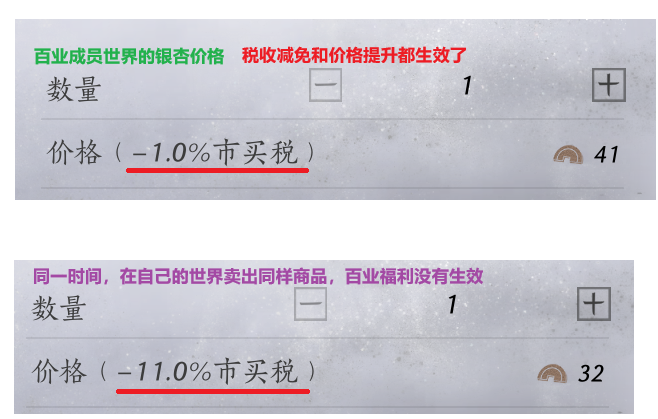 百业成员世界的银杏价格 税收减免和价格提升都生效了
数量 1
价格（-1.0%市买税） 41
同一时间，在自己的世界卖出同样商品，百业福利没有生效
数量 1
价格（-11.0%市买税） 32